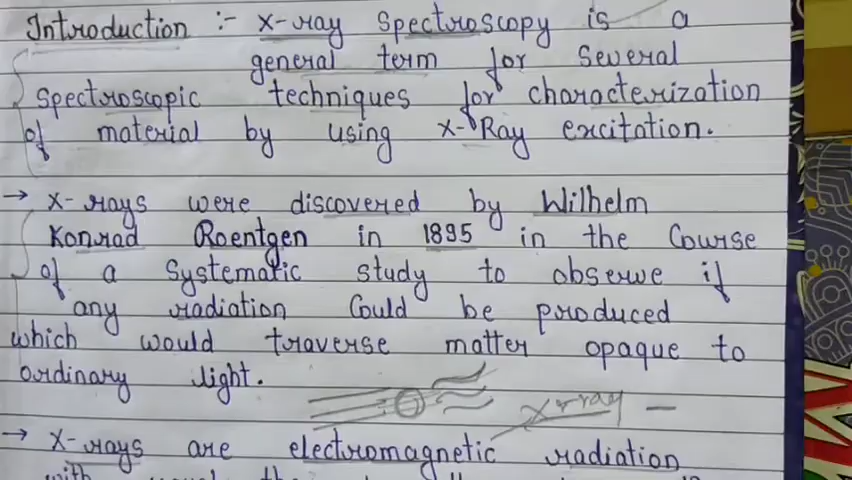 Introduction :- X-ray Spectroscopy is a
general term for Several
Spectroscopic techniques for characterization
of material by using X-Ray excitation.
→ X-rays were discovered by Wilhelm
Konrad Roentgen in 1895 in the Course
of a Systematic study to observe if
any radiation Could be produced
which would traverse matter opaque to
ordinary light.
X-ray —
→ X-rays are electromagnetic radiation
with